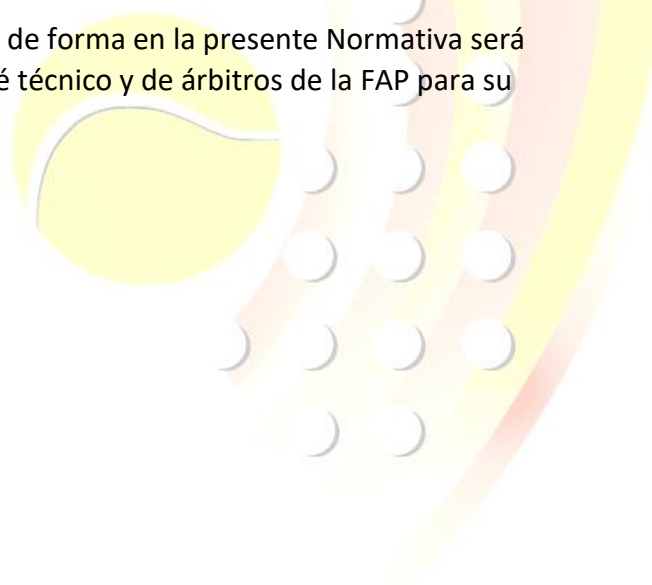 de forma en la presente Normativa será
é técnico y de árbitros de la FAP para su